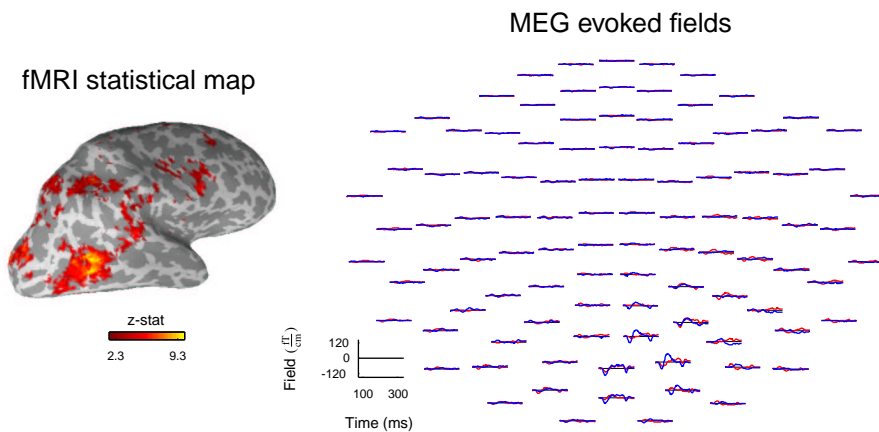 MEG evoked fields
fMRI statistical map
z-stat
2.3 9.3
Field (fT/cm)
120
0
-120
100 300
Time (ms)